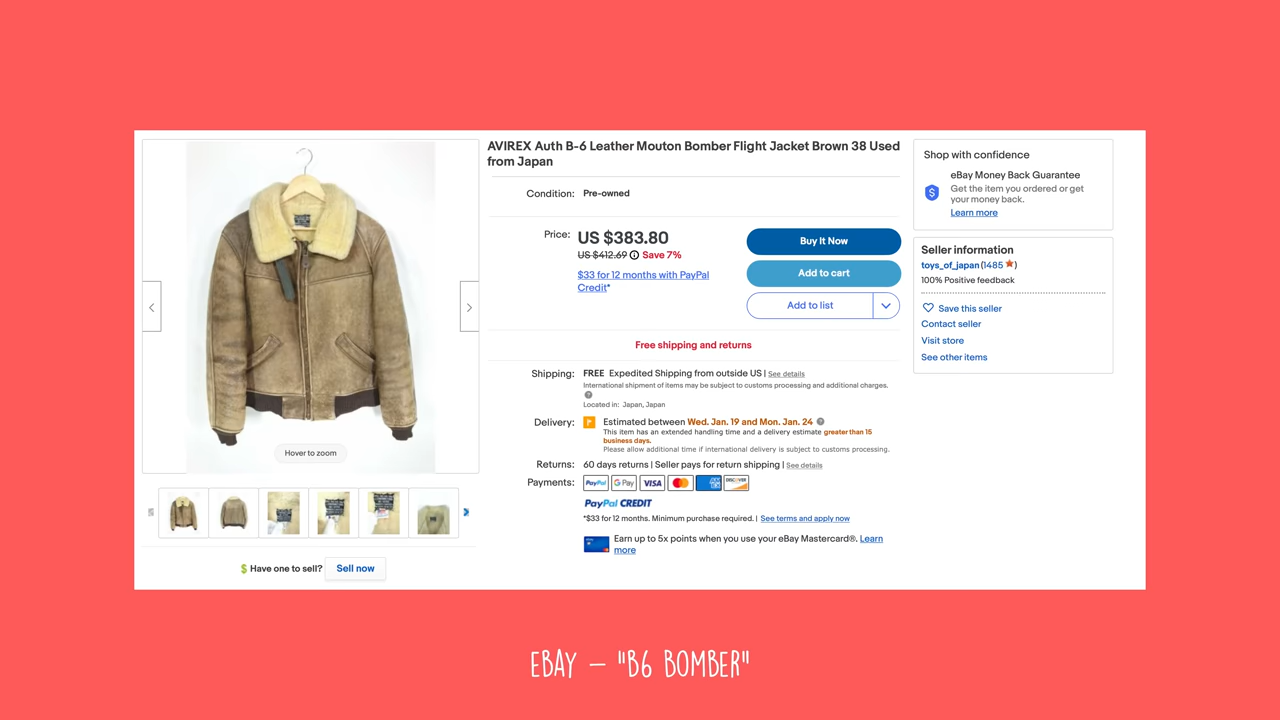 AVIREX Auth B-6 Leather Mouton Bomber Flight Jacket Brown 38 Used
from Japan
Condition: Pre-owned
Price: US $383.80
US $412.69 Save 7%
$33 for 12 months with PayPal
Credit*
Buy It Now
Add to cart
Add to list
Free shipping and returns
Shipping: FREE Expedited Shipping from outside US | See details
International shipment of items may be subject to customs processing and additional charges.
Located in: Japan, Japan
Delivery: Estimated between Wed. Jan. 19 and Mon. Jan. 24
This item has an extended handling time and a delivery estimate greater than 15
business days.
Please allow additional time if international delivery is subject to customs processing.
Returns: 60 days returns | Seller pays for return shipping | See details
Payments: PayPal G Pay VISA DISCOVER
PayPal CREDIT
*$33 for 12 months. Minimum purchase required. | See terms and apply now
Earn up to 5x points when you use your eBay Mastercard®. Learn
more
Hover to zoom
Have one to sell? Sell now
Shop with confidence
eBay Money Back Guarantee
Get the item you ordered or get
your money back.
Learn more
Seller information
toys_of_japan (1485 )
100% Positive feedback
Save this seller
Contact seller
Visit store
See other items
EBAY – "B6 BOMBER"